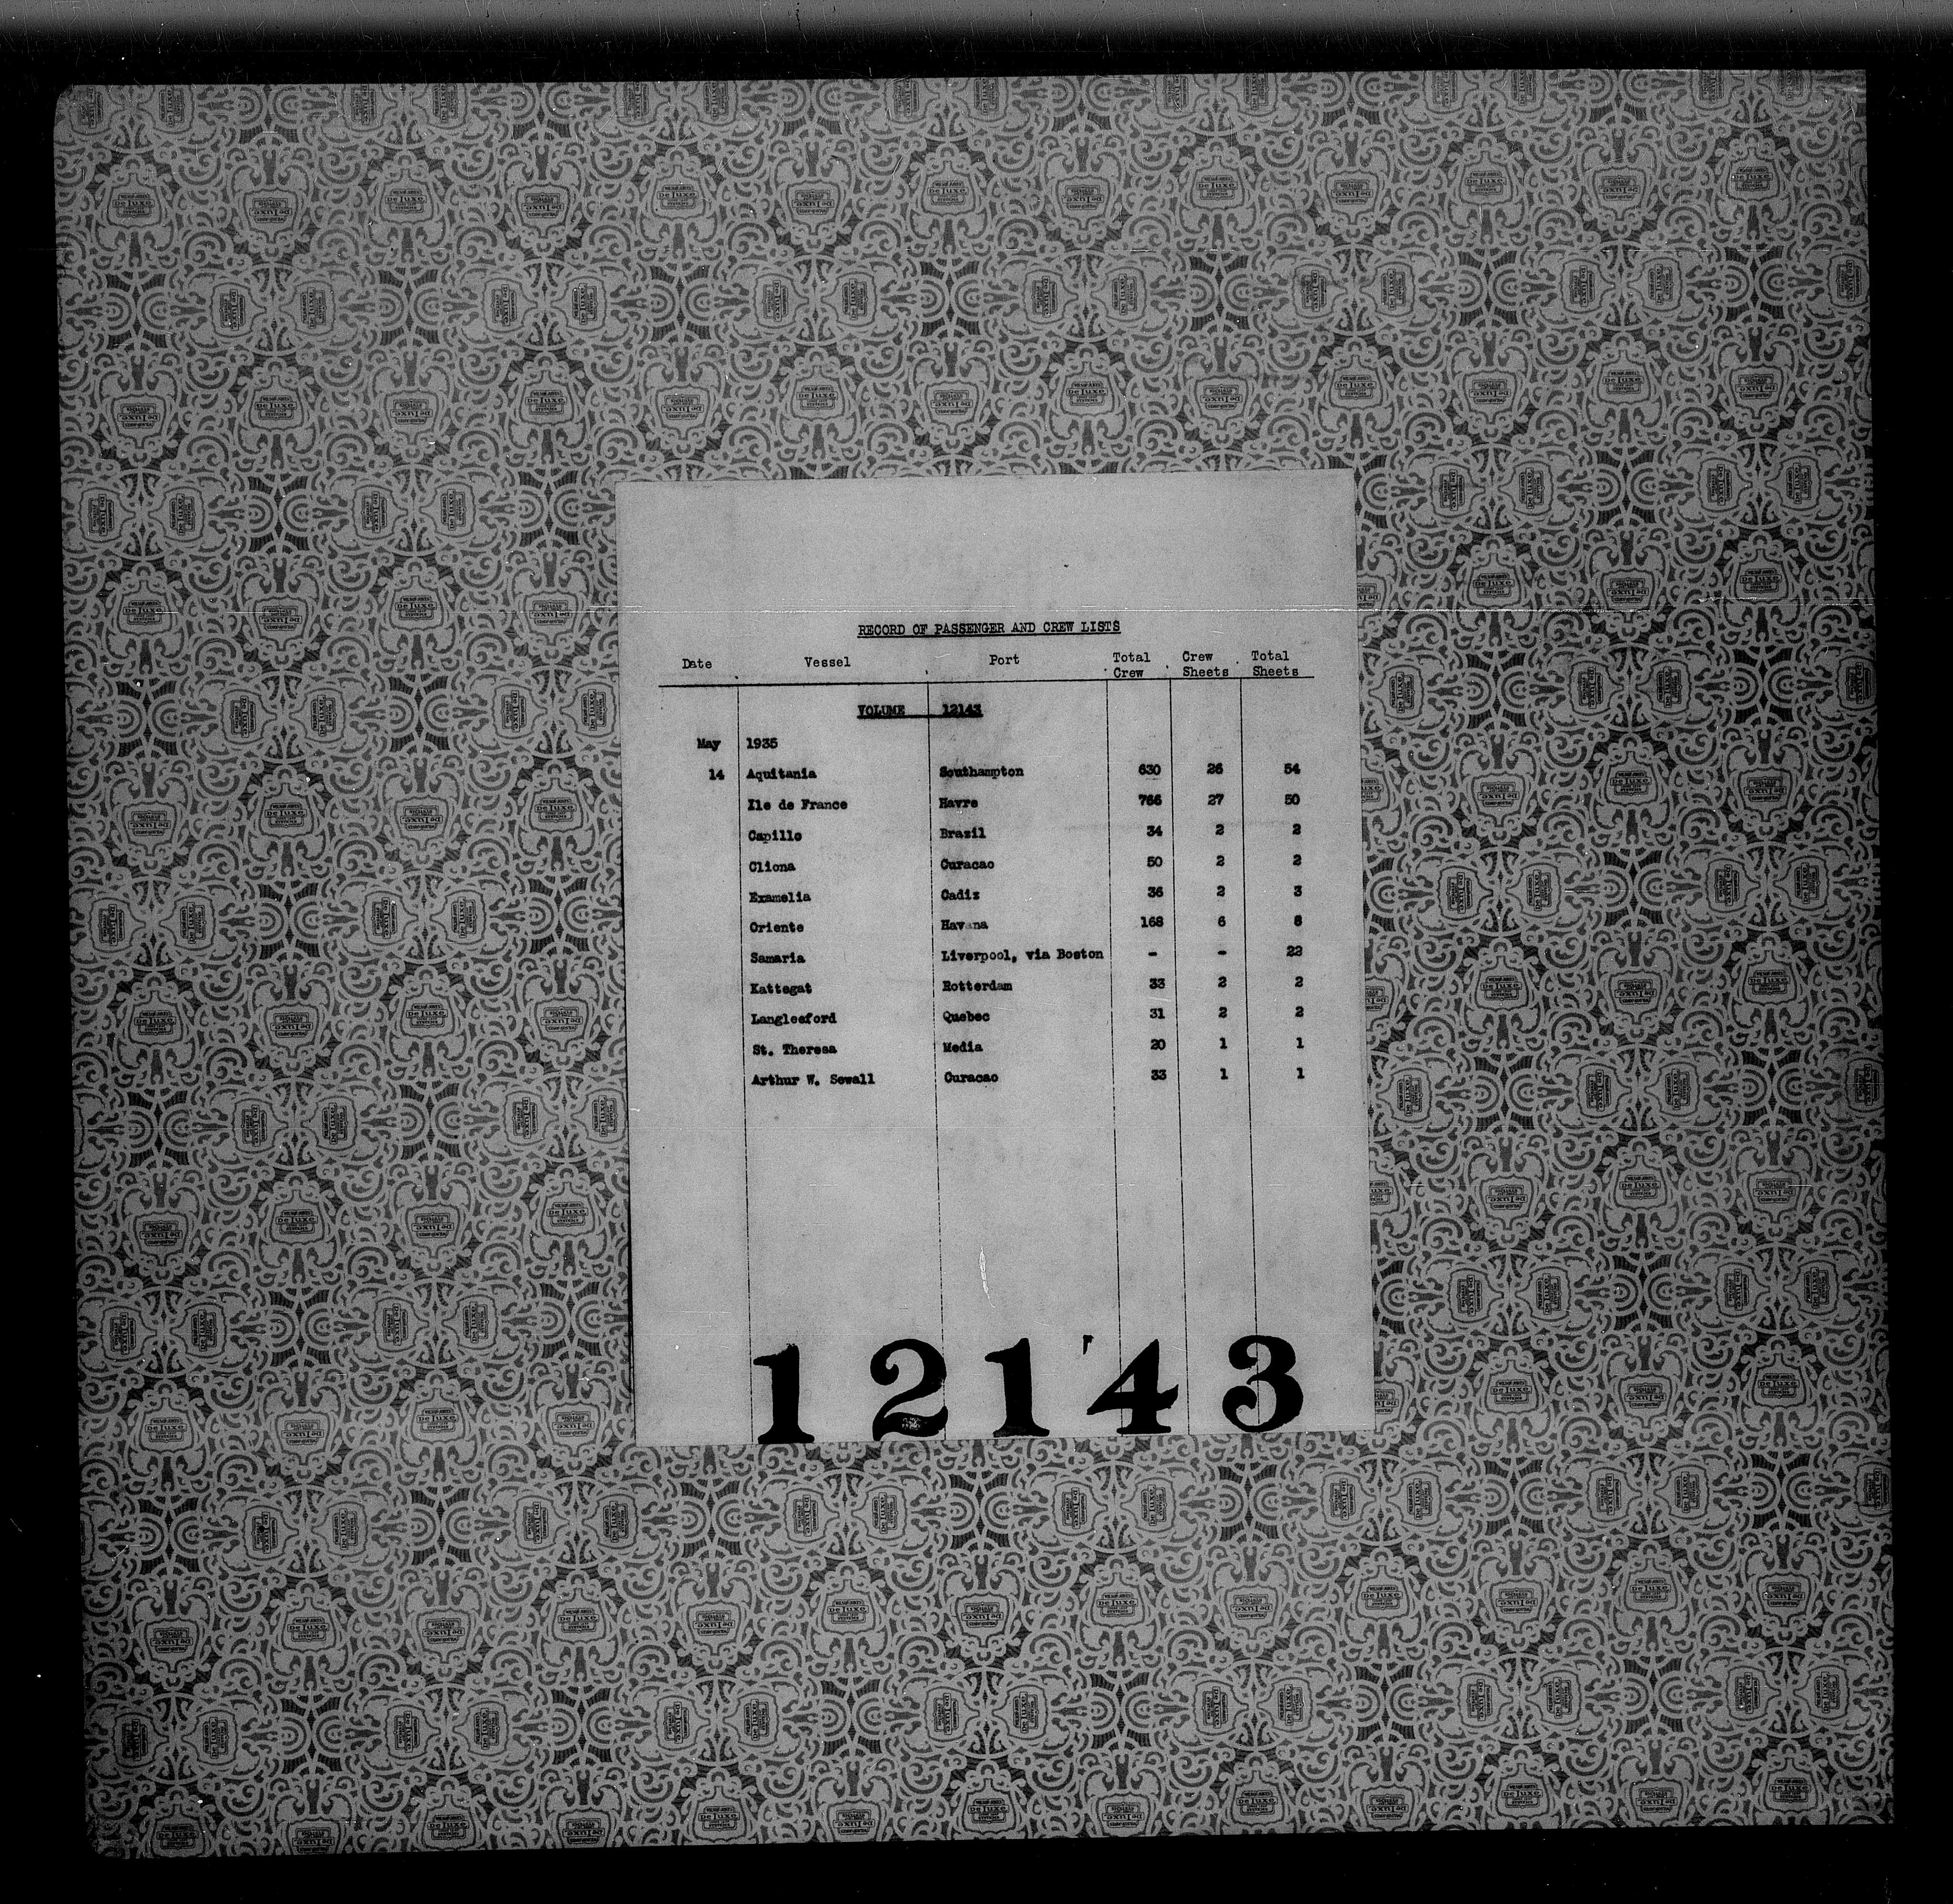 RECORD OF PASSENGER AND CREW LISTS
Date Vessel Port Total Crew Crew Sheets Total Sheets
VOLUME 12143
May 1935
14 Aquitania Southampton 630 26 54
Ile de France Havre 766 27 50
Capillo Brazil 34 2 2
Cliona Curacao 50 2 2
Examelia Cadiz 36 2 3
Oriente Havana 168 6 8
Samaria Liverpool, via Boston - - 22
Kattegat Rotterdam 33 2 2
Langleeford Quebec 31 2 2
St. Theresa Media 20 1 1
Arthur W. Sewall Curacao 33 1 1
12143